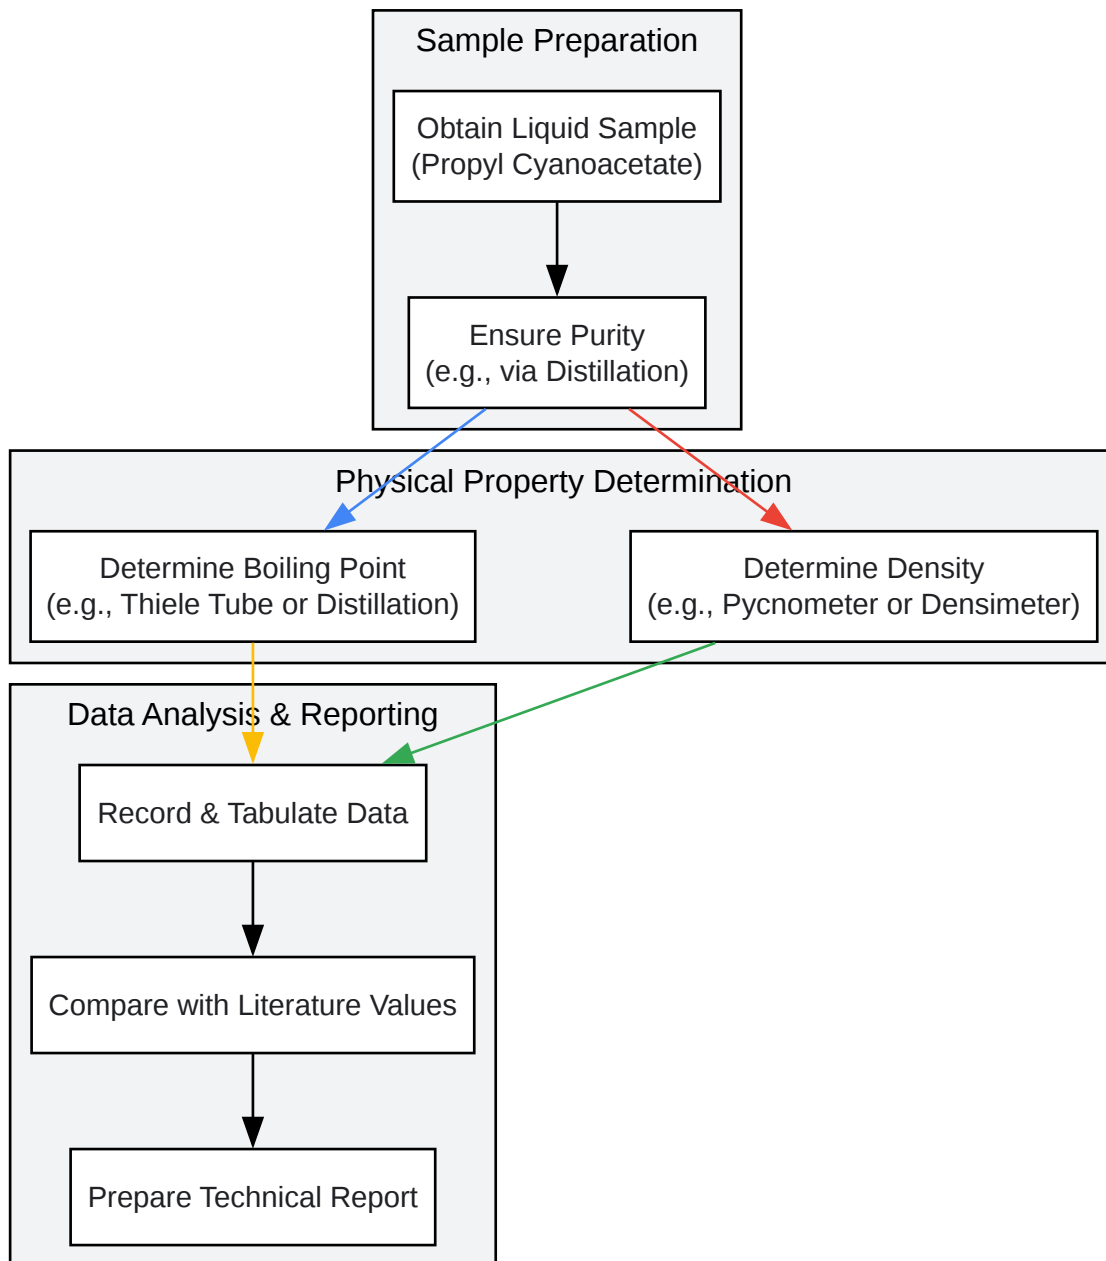 Sample Preparation
Obtain Liquid Sample
(Propyl Cyanoacetate)
Ensure Purity
(e.g., via Distillation)
Physical Property Determination
Determine Boiling Point
(e.g., Thiele Tube or Distillation)
Determine Density
(e.g., Pycnometer or Densimeter)
Data Analysis & Reporting
Record & Tabulate Data
Compare with Literature Values
Prepare Technical Report